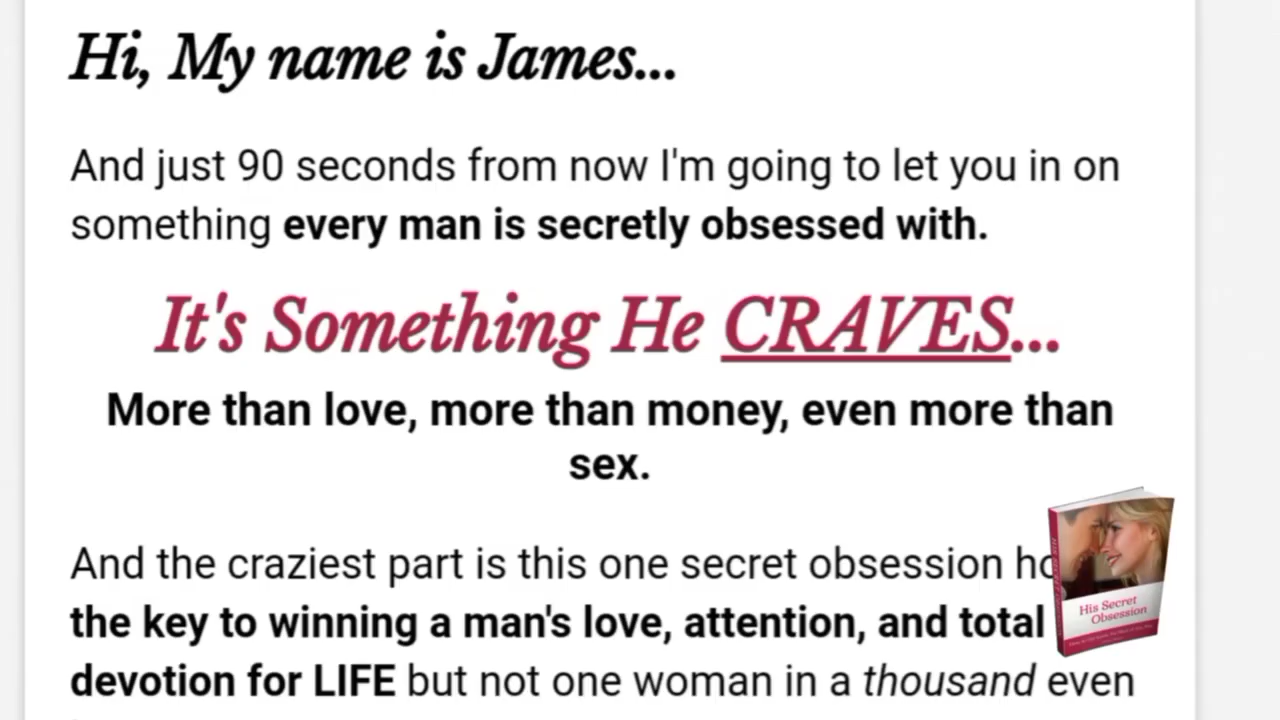 Hi, My name is James...
And just 90 seconds from now I'm going to let you in on
something every man is secretly obsessed with.
It's Something He CRAVES...
More than love, more than money, even more than
sex.
And the craziest part is this one secret obsession
the key to winning a man's love, attention, and total
devotion for LIFE but not one woman in a thousand even
His Secret
Obsession